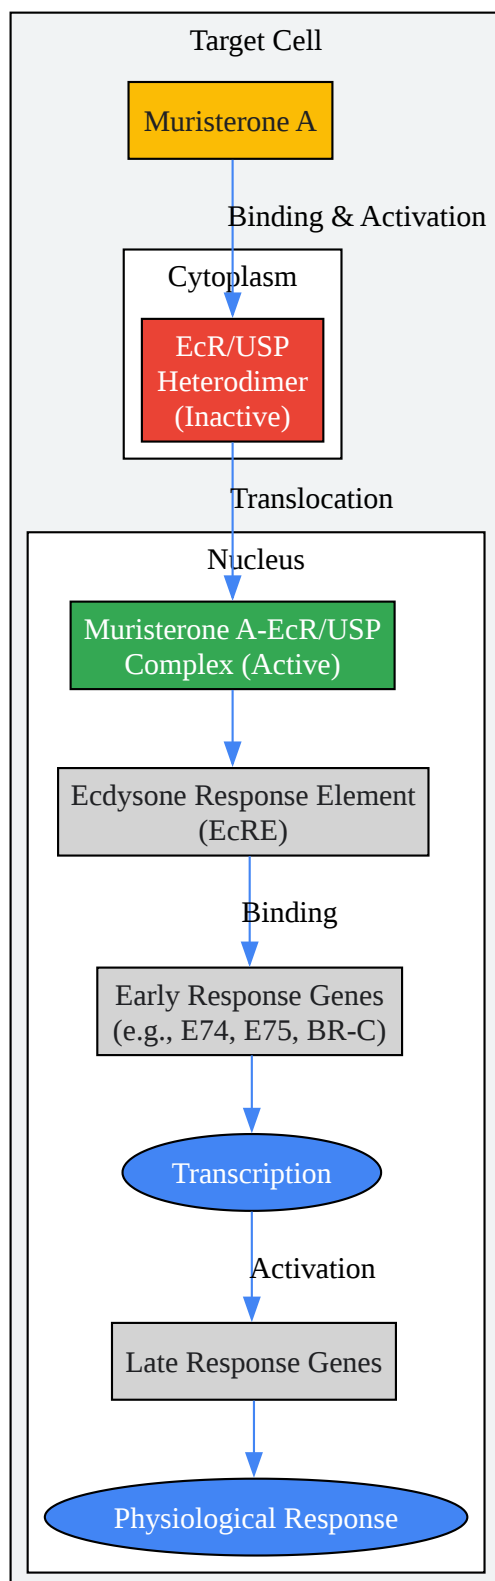 Target Cell
Muristerone A
Binding & Activation
Cytoplasm
EcR/USP
Heterodimer
(Inactive)
Translocation
Nucleus
Muristerone A-EcR/USP
Complex (Active)
Ecdysone Response Element
(EcRE)
Binding
Early Response Genes
(e.g., E74, E75, BR-C)
Transcription
Activation
Late Response Genes
Physiological Response